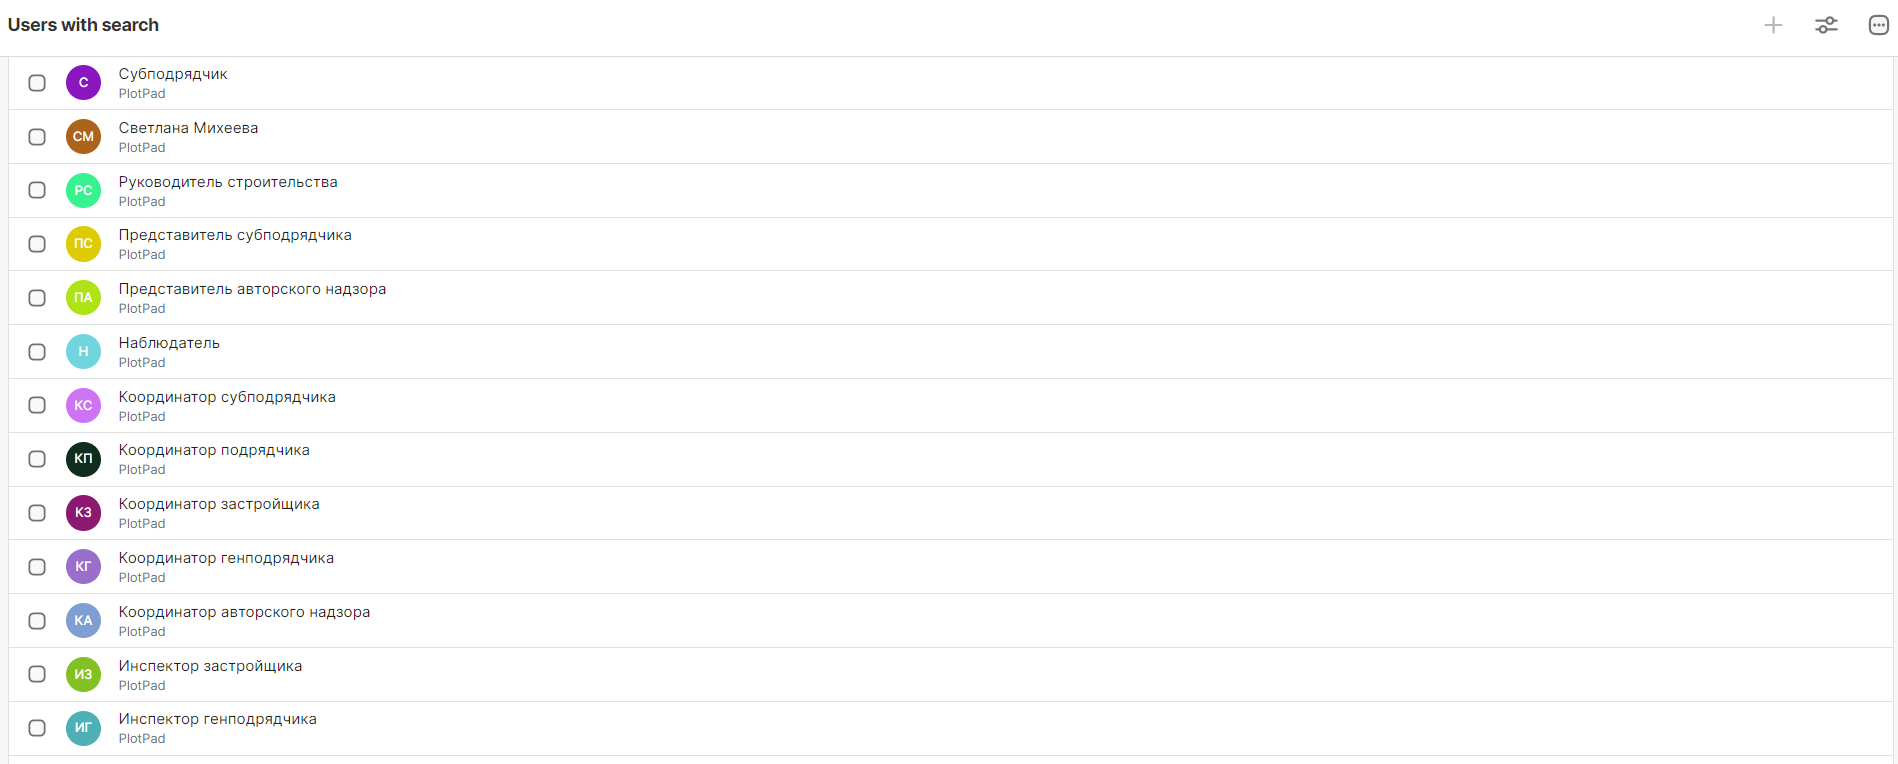 Users with search
С
Субподрядчик
PlotPad
СМ
Светлана Михеева
PlotPad
РС
Руководитель строительства
PlotPad
ПС
Представитель субподрядчика
PlotPad
ПА
Представитель авторского надзора
PlotPad
Н
Наблюдатель
PlotPad
КС
Координатор субподрядчика
PlotPad
КП
Координатор подрядчика
PlotPad
КЗ
Координатор застройщика
PlotPad
КГ
Координатор генподрядчика
PlotPad
КА
Координатор авторского надзора
PlotPad
ИЗ
Инспектор застройщика
PlotPad
ИГ
Инспектор генподрядчика
PlotPad